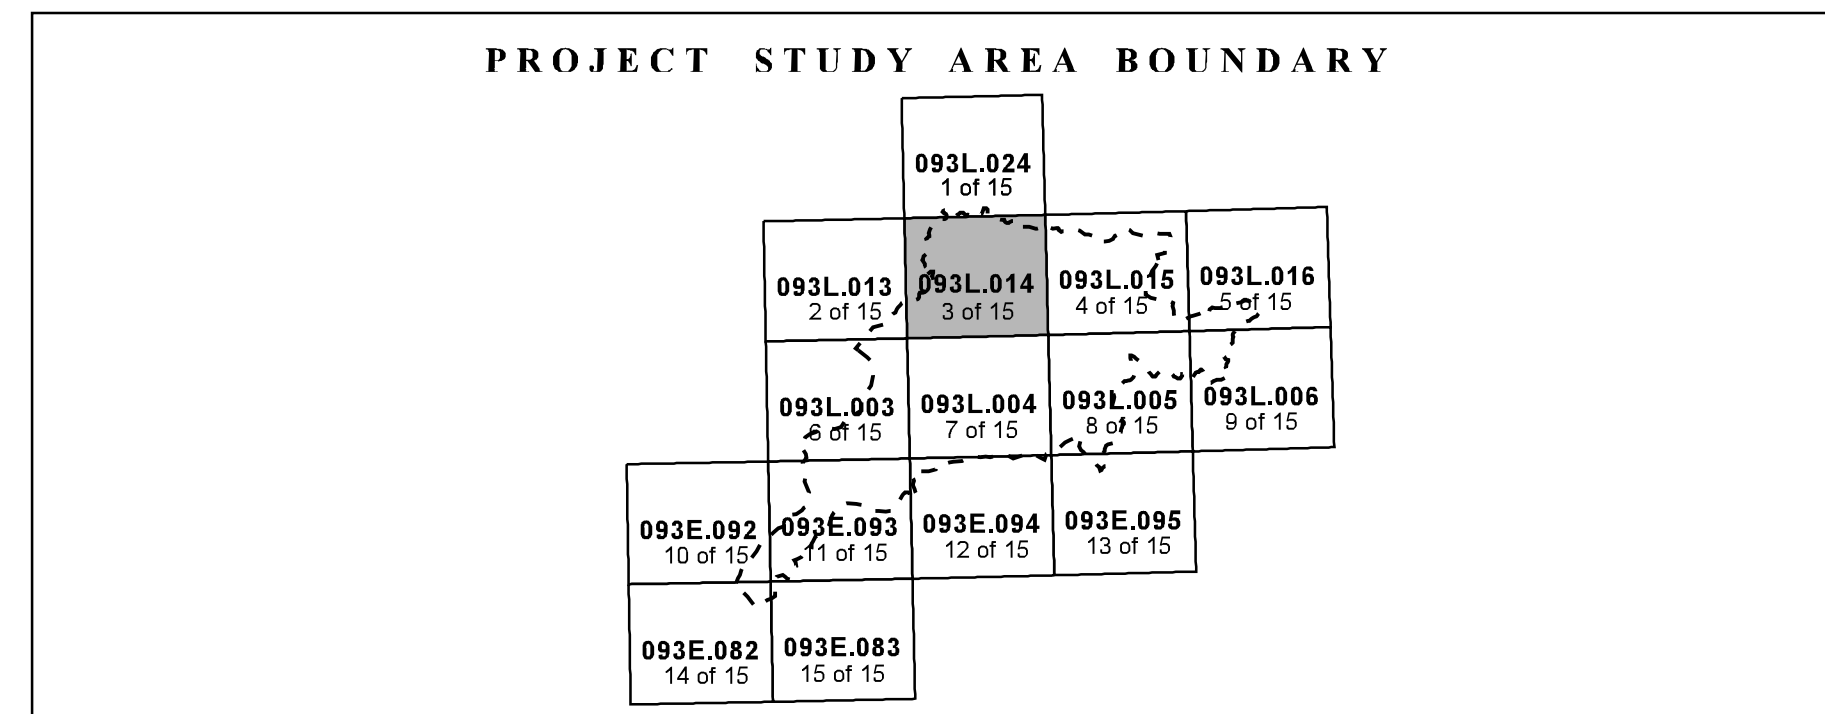 PROJECT STUDY AREA BOUNDARY
093L.024
1 of 15
093L.013
2 of 15
093L.014
3 of 15
093L.015
4 of 15
093L.016
5 of 15
093L.003
6 of 15
093L.004
7 of 15
093L.005
8 of 15
093L.006
9 of 15
093E.092
10 of 15
093E.093
11 of 15
093E.094
12 of 15
093E.095
13 of 15
093E.082
14 of 15
093E.083
15 of 15